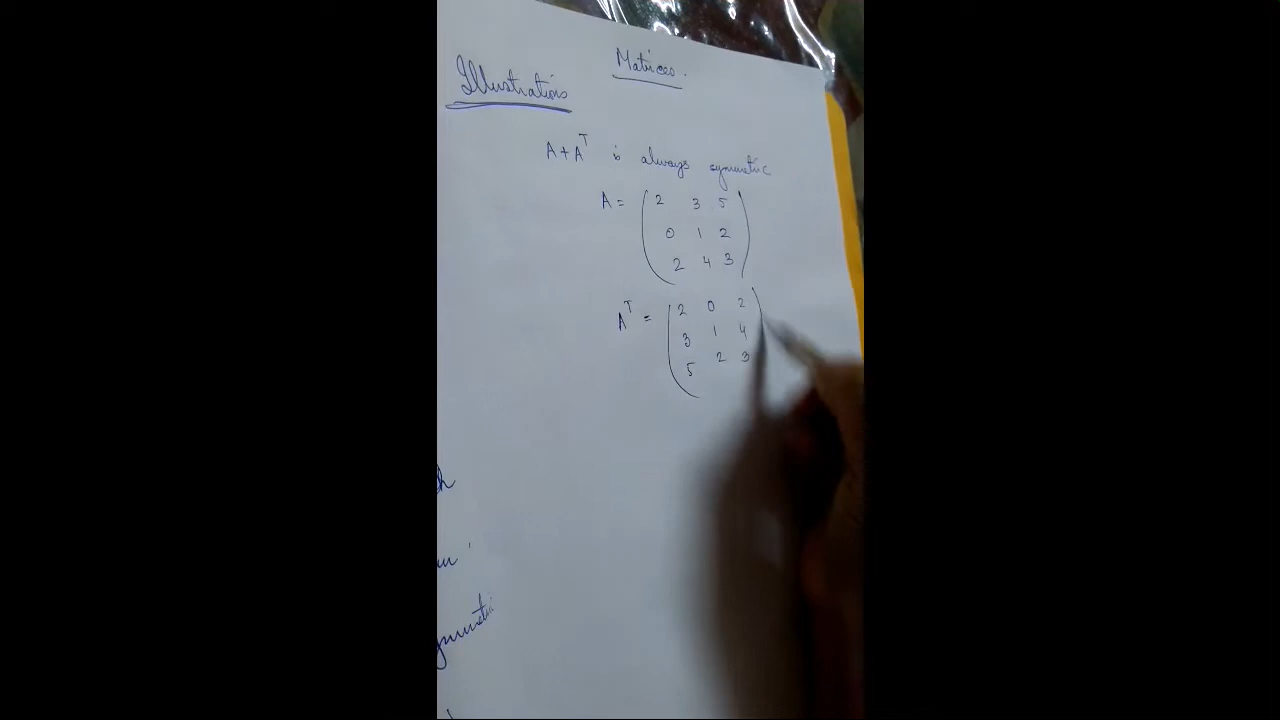 Matrices.
Illustrations
A+A^T is always symmetric
A = ( 2 3 5
0 1 2
2 4 3 )
A^T = ( 2 0 2
3 1 4
5 2 3